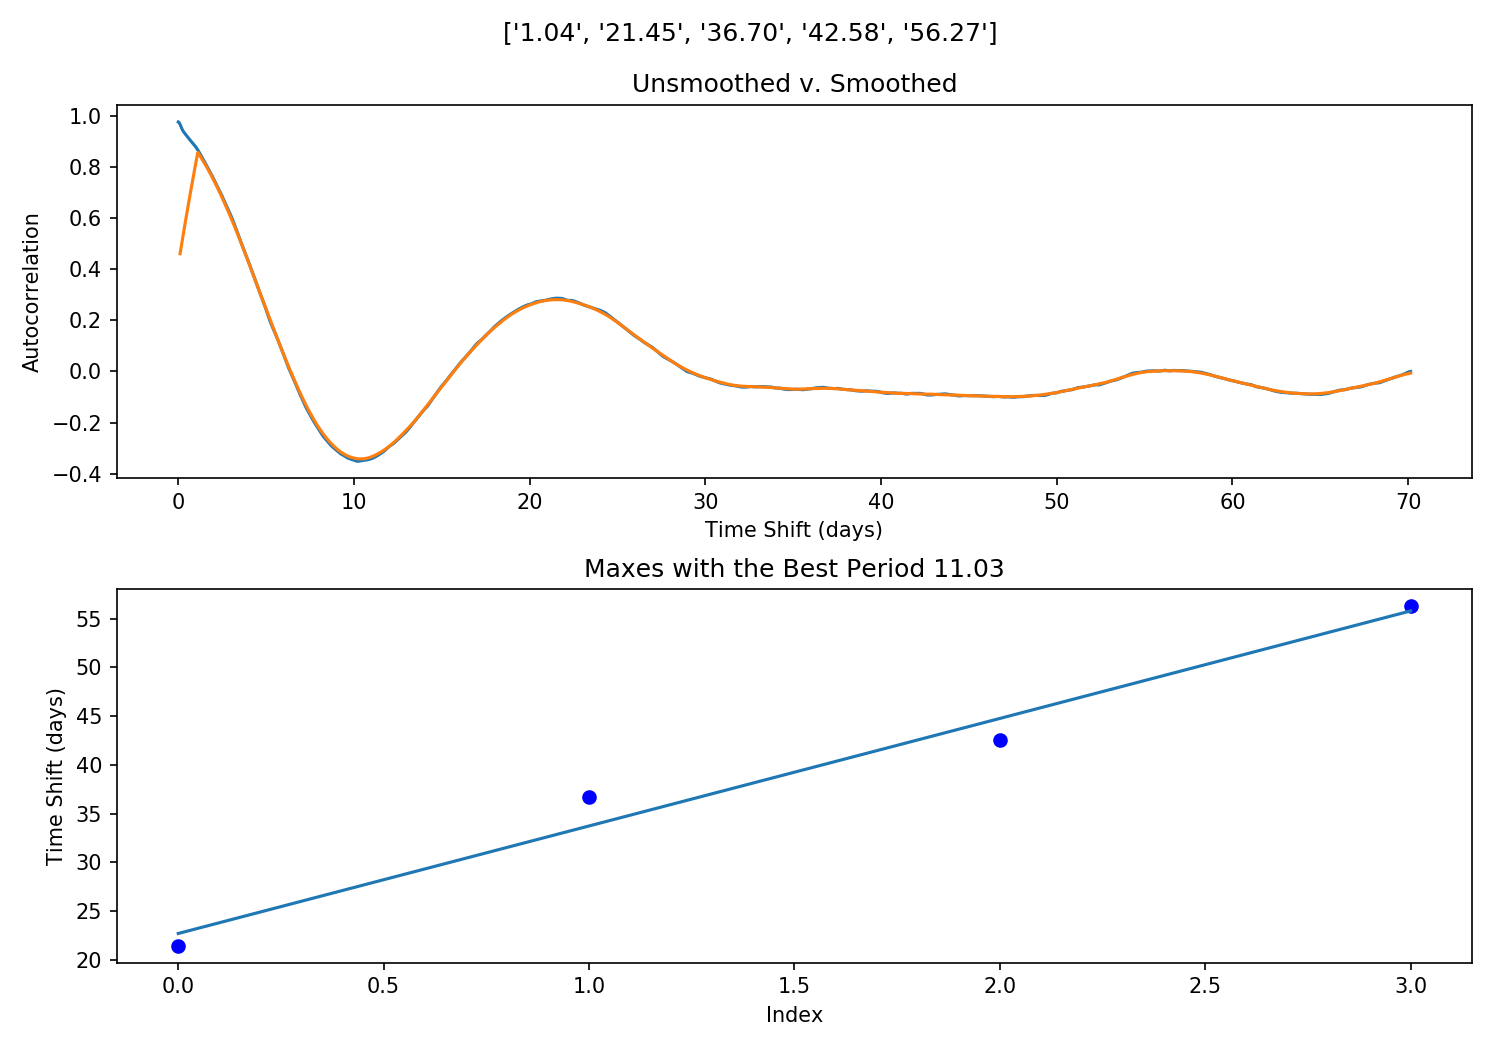 ['1.04', '21.45', '36.70', '42.58', '56.27']
Unsmoothed v. Smoothed
1.0
0.8
0.6
0.4
0.2
0.0
−0.2
−0.4
Autocorrelation
0 10 20 30 40 50 60 70
Time Shift (days)
Maxes with the Best Period 11.03
55
50
45
40
35
30
25
20
Time Shift (days)
0.0 0.5 1.0 1.5 2.0 2.5 3.0
Index